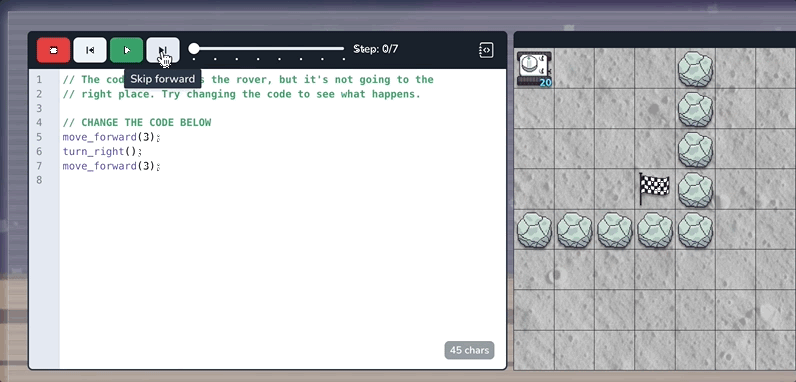 Step: 0/7
Skip forward
1 // The cod s the rover, but it's not going to the
2 // right place. Try changing the code to see what happens.
3
4 // CHANGE THE CODE BELOW
5 move_forward(3);
6 turn_right();
7 move_forward(3);
8
45 chars
20